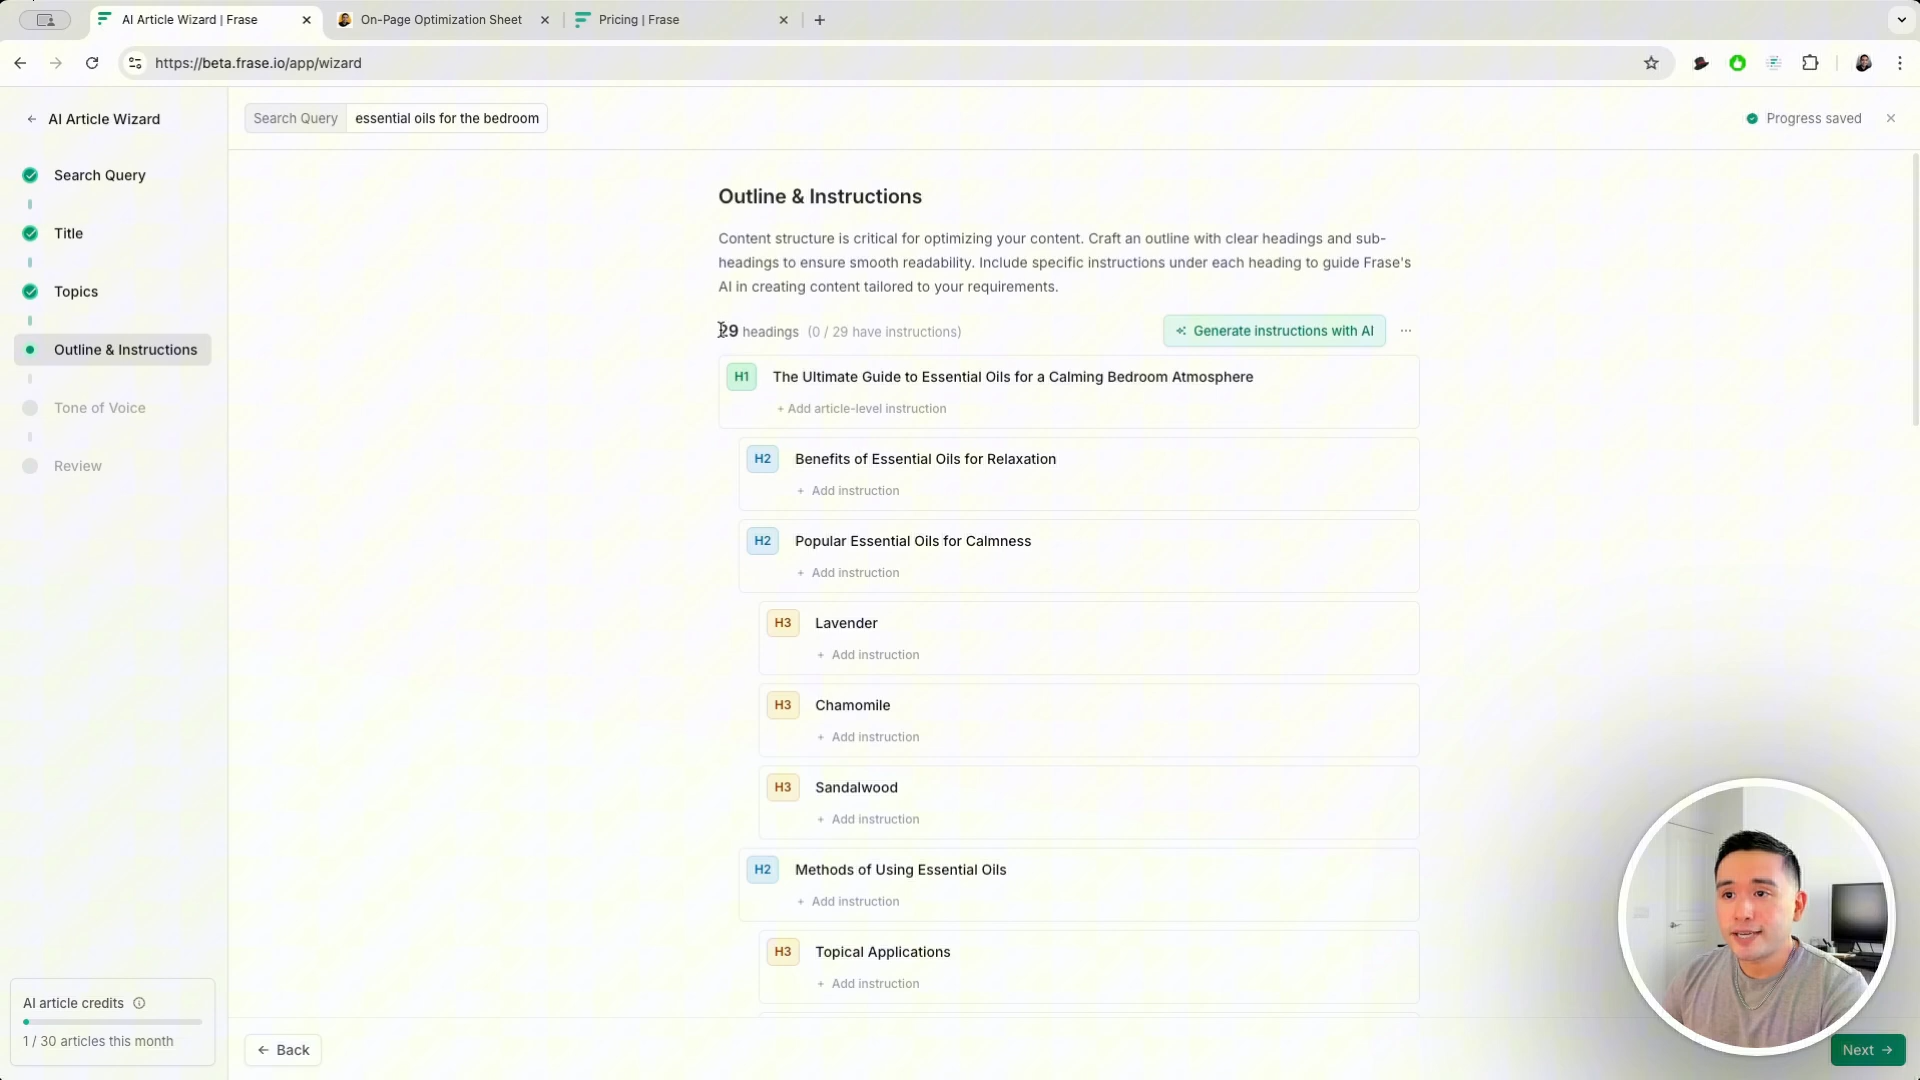 AI Article Wizard | Frase
On-Page Optimization Sheet
Pricing | Frase
https://beta.frase.io/app/wizard
AI Article Wizard
Search Query
Title
Topics
Outline & Instructions
Tone of Voice
Review
AI article credits
1 / 30 articles this month
Search Query essential oils for the bedroom
Progress saved
Outline & Instructions
Content structure is critical for optimizing your content. Craft an outline with clear headings and sub-
headings to ensure smooth readability. Include specific instructions under each heading to guide Frase's
AI in creating content tailored to your requirements.
29 headings (0 / 29 have instructions)
Generate instructions with AI
H1 The Ultimate Guide to Essential Oils for a Calming Bedroom Atmosphere
+ Add article-level instruction
H2 Benefits of Essential Oils for Relaxation
+ Add instruction
H2 Popular Essential Oils for Calmness
+ Add instruction
H3 Lavender
+ Add instruction
H3 Chamomile
+ Add instruction
H3 Sandalwood
+ Add instruction
H2 Methods of Using Essential Oils
+ Add instruction
H3 Topical Applications
+ Add instruction
← Back
Next →